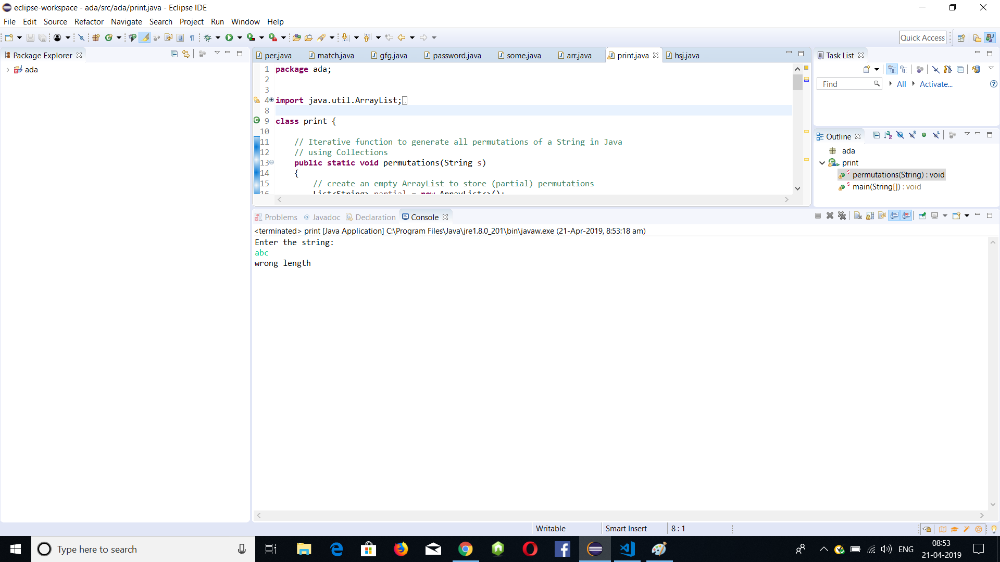 eclipse-workspace - ada/src/ada/print.java - Eclipse IDE
File Edit Source Refactor Navigate Search Project Run Window Help
Quick Access
Package Explorer
ada
per.java match.java gfg.java password.java some.java arr.java print.java hsj.java
1 package ada;
2
3
4 import java.util.ArrayList;
8
9 class print {
10
11 // Iterative function to generate all permutations of a String in Java
12 // using Collections
13 public static void permutations(String s)
14 {
15 // create an empty ArrayList to store (partial) permutations
16 List<String> partial = new ArrayList<>();
Task List
Find All Activate...
Outline
ada
print
permutations(String) : void
main(String[]) : void
Problems @ Javadoc Declaration Console
<terminated> print [Java Application] C:\Program Files\Java\jre1.8.0_201\bin\javaw.exe (21-Apr-2019, 8:53:18 am)
Enter the string:
abc
wrong length
Writable Smart Insert 8 : 1
Type here to search
ENG
08:53
21-04-2019